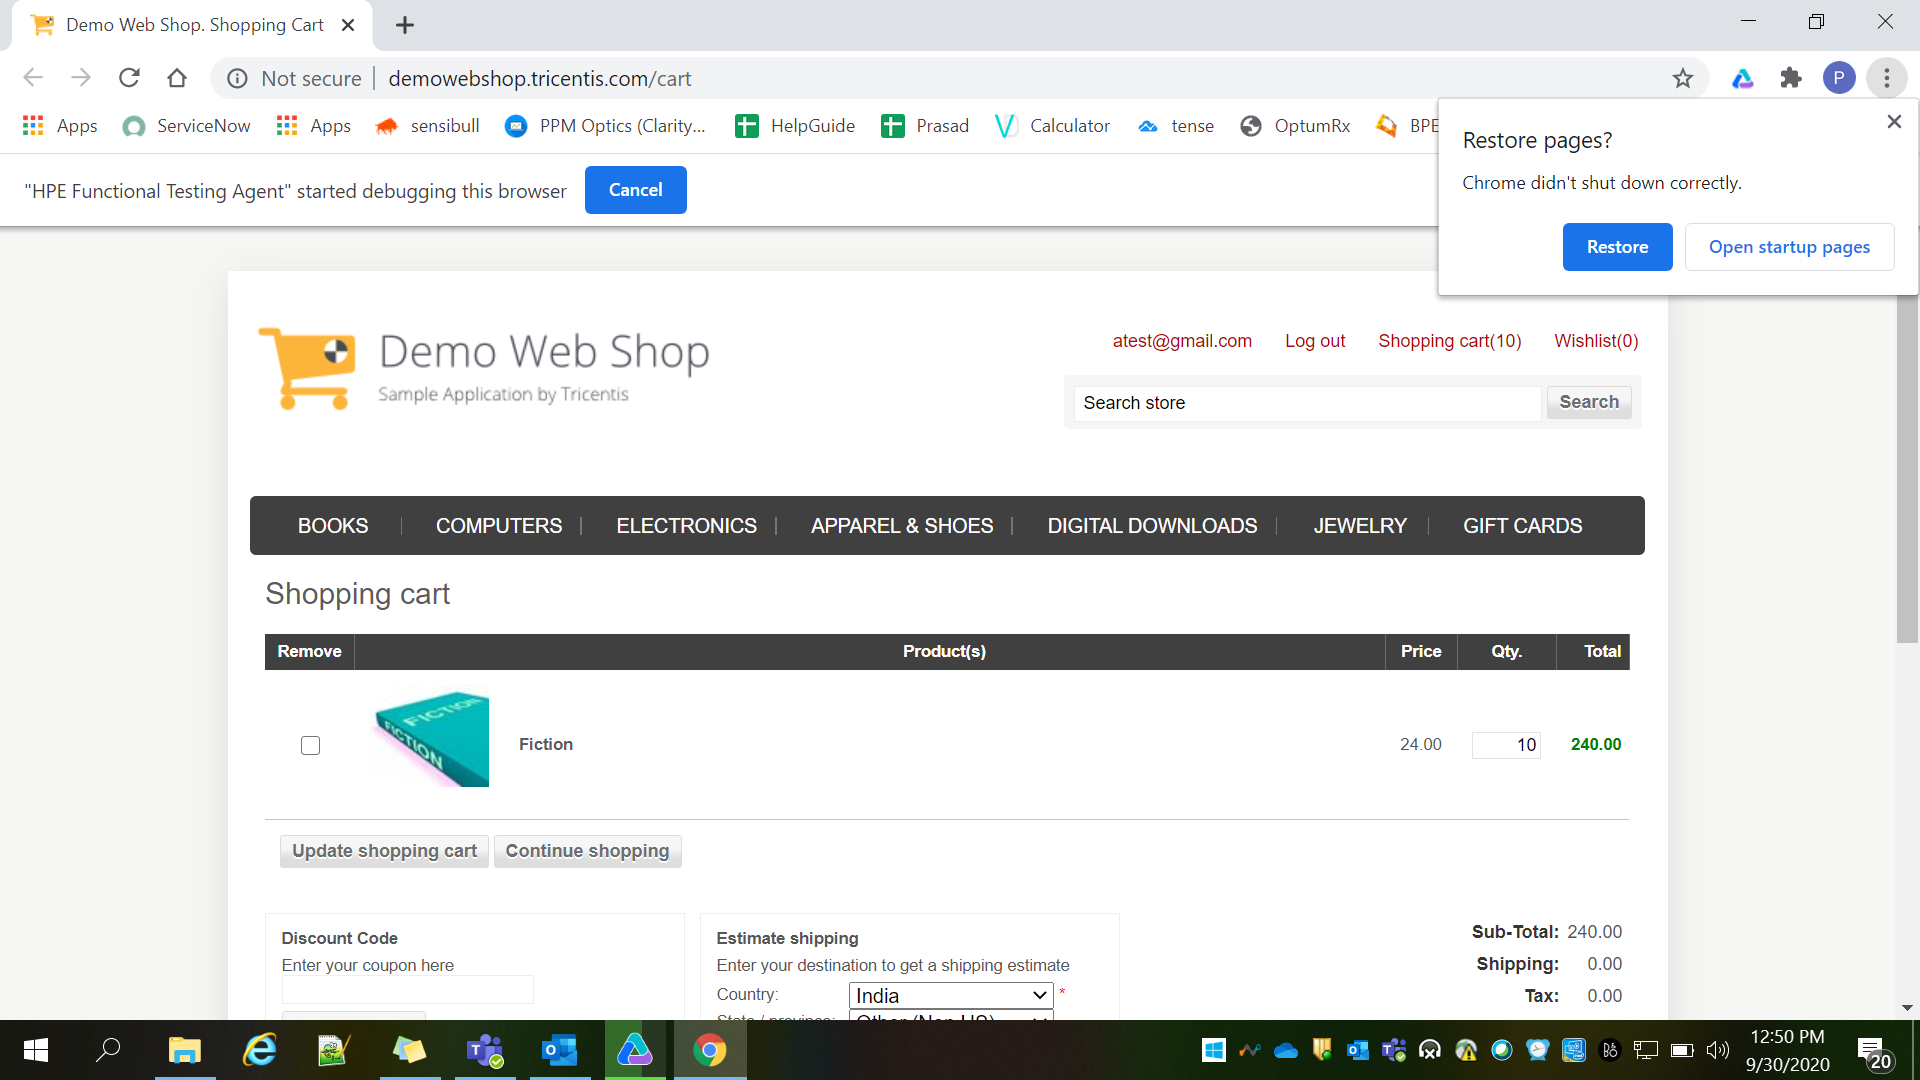 Demo Web Shop. Shopping Cart
Not secure | demowebshop.tricentis.com/cart
P
Apps ServiceNow Apps sensibull PPM Optics (Clarity... HelpGuide Prasad Calculator tense OptumRx BPE
Restore pages?
Chrome didn't shut down correctly.
Restore Open startup pages
"HPE Functional Testing Agent" started debugging this browser Cancel
Demo Web Shop
Sample Application by Tricentis
atest@gmail.com Log out Shopping cart(10) Wishlist(0)
Search store Search
BOOKS COMPUTERS ELECTRONICS APPAREL & SHOES DIGITAL DOWNLOADS JEWELRY GIFT CARDS
Shopping cart
Remove Product(s) Price Qty. Total
FICTION
FICTION
Fiction 24.00 10 240.00
Update shopping cart Continue shopping
Discount Code
Enter your coupon here
Estimate shipping
Enter your destination to get a shipping estimate
Country: India *
State / province: Other (Non US)
Sub-Total: 240.00
Shipping: 0.00
Tax: 0.00
12:50 PM
9/30/2020
20